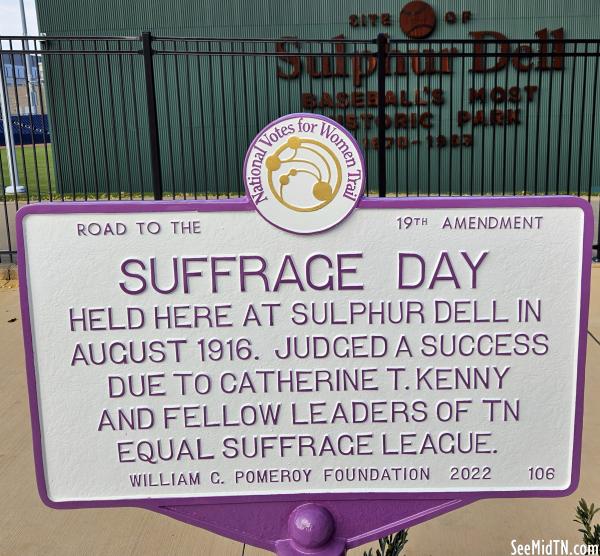 SITE OF
Sulphur Dell
BASEBALL'S MOST
HISTORIC PARK
1870-1963
National Votes for Women Trail
ROAD TO THE 19TH AMENDMENT
SUFFRAGE DAY
HELD HERE AT SULPHUR DELL IN
AUGUST 1916. JUDGED A SUCCESS
DUE TO CATHERINE T. KENNY
AND FELLOW LEADERS OF TN
EQUAL SUFFRAGE LEAGUE.
WILLIAM G. POMEROY FOUNDATION 2022 106
SeeMidTN.com